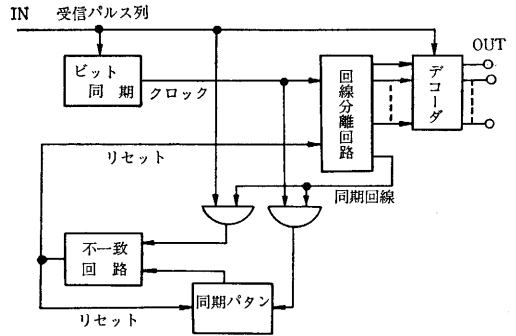 IN 受信パルス列
OUT
ビット
同期
クロック
回線分離回路
デコーダ
リセット
同期回線
不一致
回路
同期パタン
リセット